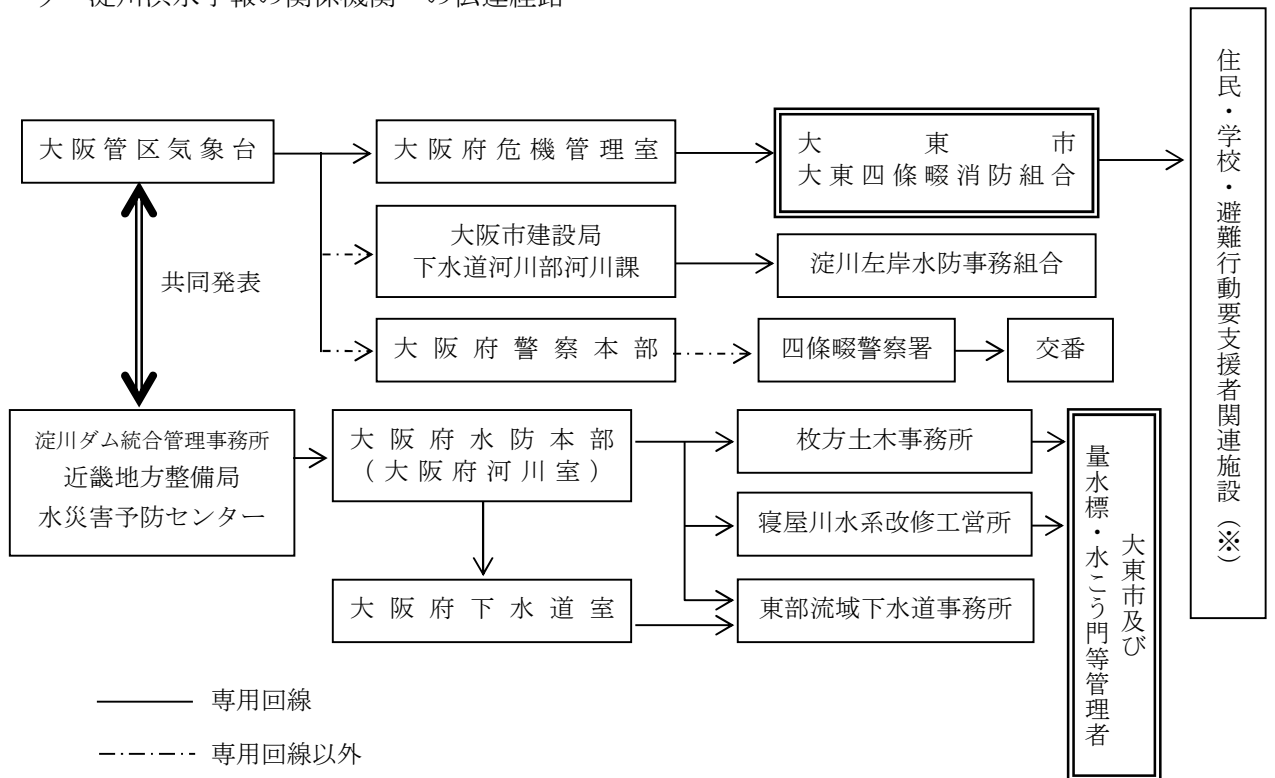 淀川洪水予報の関係機関への伝達経路
大阪管区気象台
大阪府危機管理室
大東市
大東四條畷消防組合
住民・学校・避難行動要支援者関連施設（※）
大阪市建設局
下水道河川部河川課
淀川左岸水防事務組合
共同発表
大阪府警察本部
四條畷警察署
交番
淀川ダム統合管理事務所
近畿地方整備局
水災害予防センター
大阪府水防本部
（大阪府河川室）
枚方土木事務所
寝屋川水系改修工営所
大阪府下水道室
東部流域下水道事務所
大東市及び
量水標・水こう門等管理者
専用回線
専用回線以外